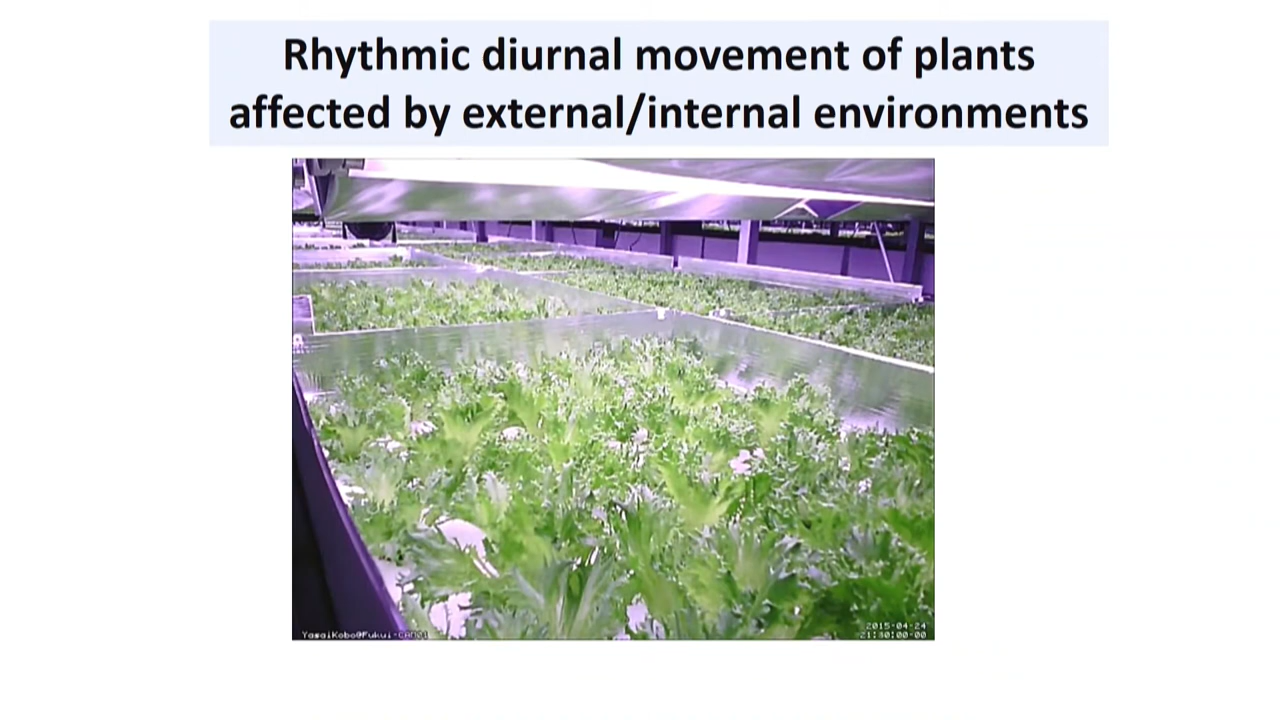 Rhythmic diurnal movement of plants
affected by external/internal environments
YasaiKobo@Fukui-CAM01
2015-04-24
21:30:00-00